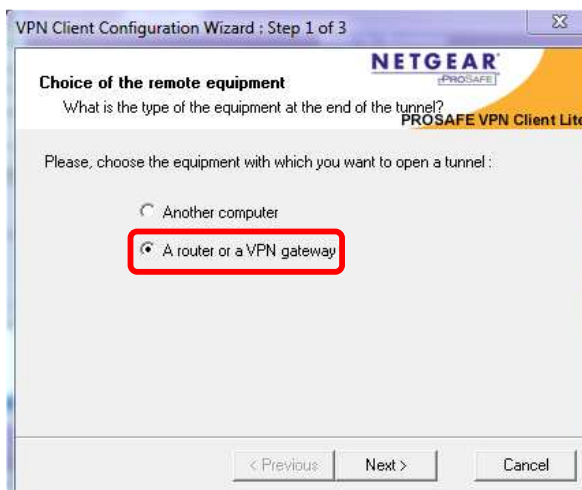 VPN Client Configuration Wizard : Step 1 of 3
NETGEAR
PROSAFE
Choice of the remote equipment
What is the type of the equipment at the end of the tunnel?
PROSAFE VPN Client Lite
Please, choose the equipment with which you want to open a tunnel :
Another computer
A router or a VPN gateway
< Previous Next > Cancel